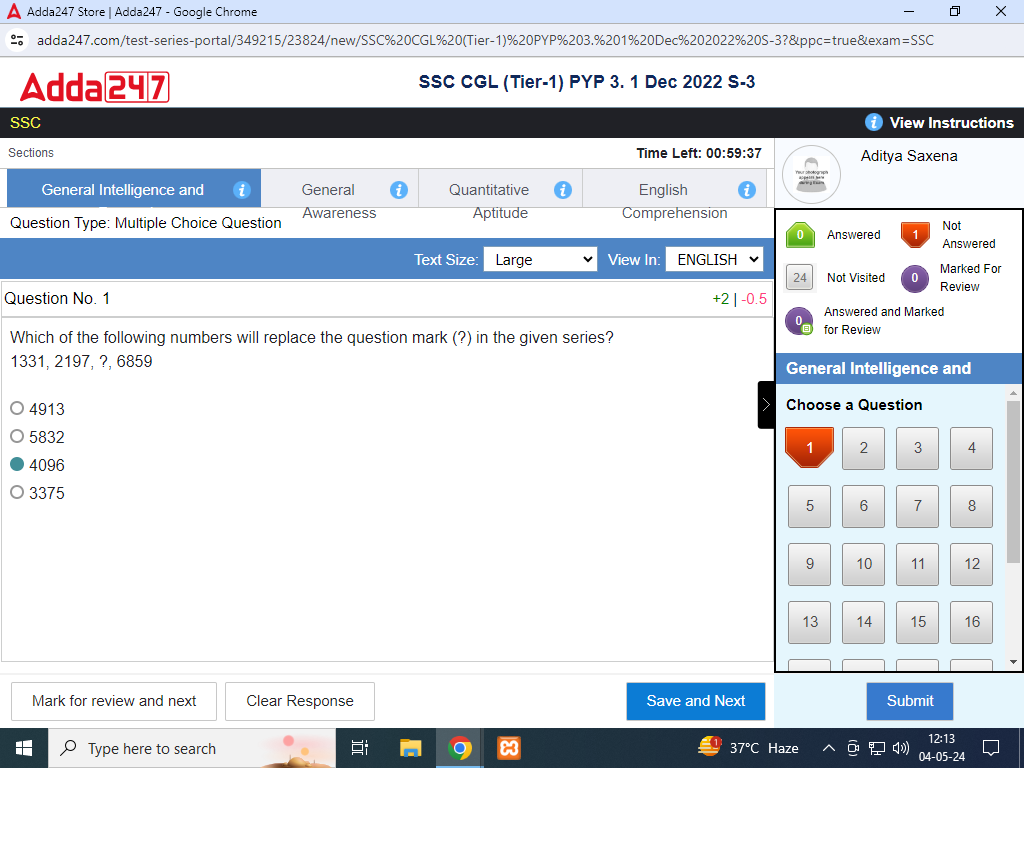 Adda247 Store | Adda247 - Google Chrome
adda247.com/test-series-portal/349215/23824/new/SSC%20CGL%20(Tier-1)%20PYP%203.%201%20Dec%202022%20S-3?&ppc=true&exam=SSC
Adda247
SSC CGL (Tier-1) PYP 3. 1 Dec 2022 S-3
SSC
i View Instructions
Sections
Time Left: 00:59:37
Aditya Saxena
Your photograph
appears here
during Exam
General Intelligence and i
General Awareness i
Quantitative Aptitude i
English Comprehension i
Question Type: Multiple Choice Question
Text Size: Large View In: ENGLISH
Question No. 1
+2 | -0.5
Which of the following numbers will replace the question mark (?) in the given series?
1331, 2197, ?, 6859
4913
5832
4096
3375
0 Answered
1 Not Answered
24 Not Visited
0 Marked For Review
0 Answered and Marked for Review
General Intelligence and
Choose a Question
1 2 3 4
5 6 7 8
9 10 11 12
13 14 15 16
Mark for review and next
Clear Response
Save and Next
Submit
Type here to search
1
37°C Haze
12:13
04-05-24